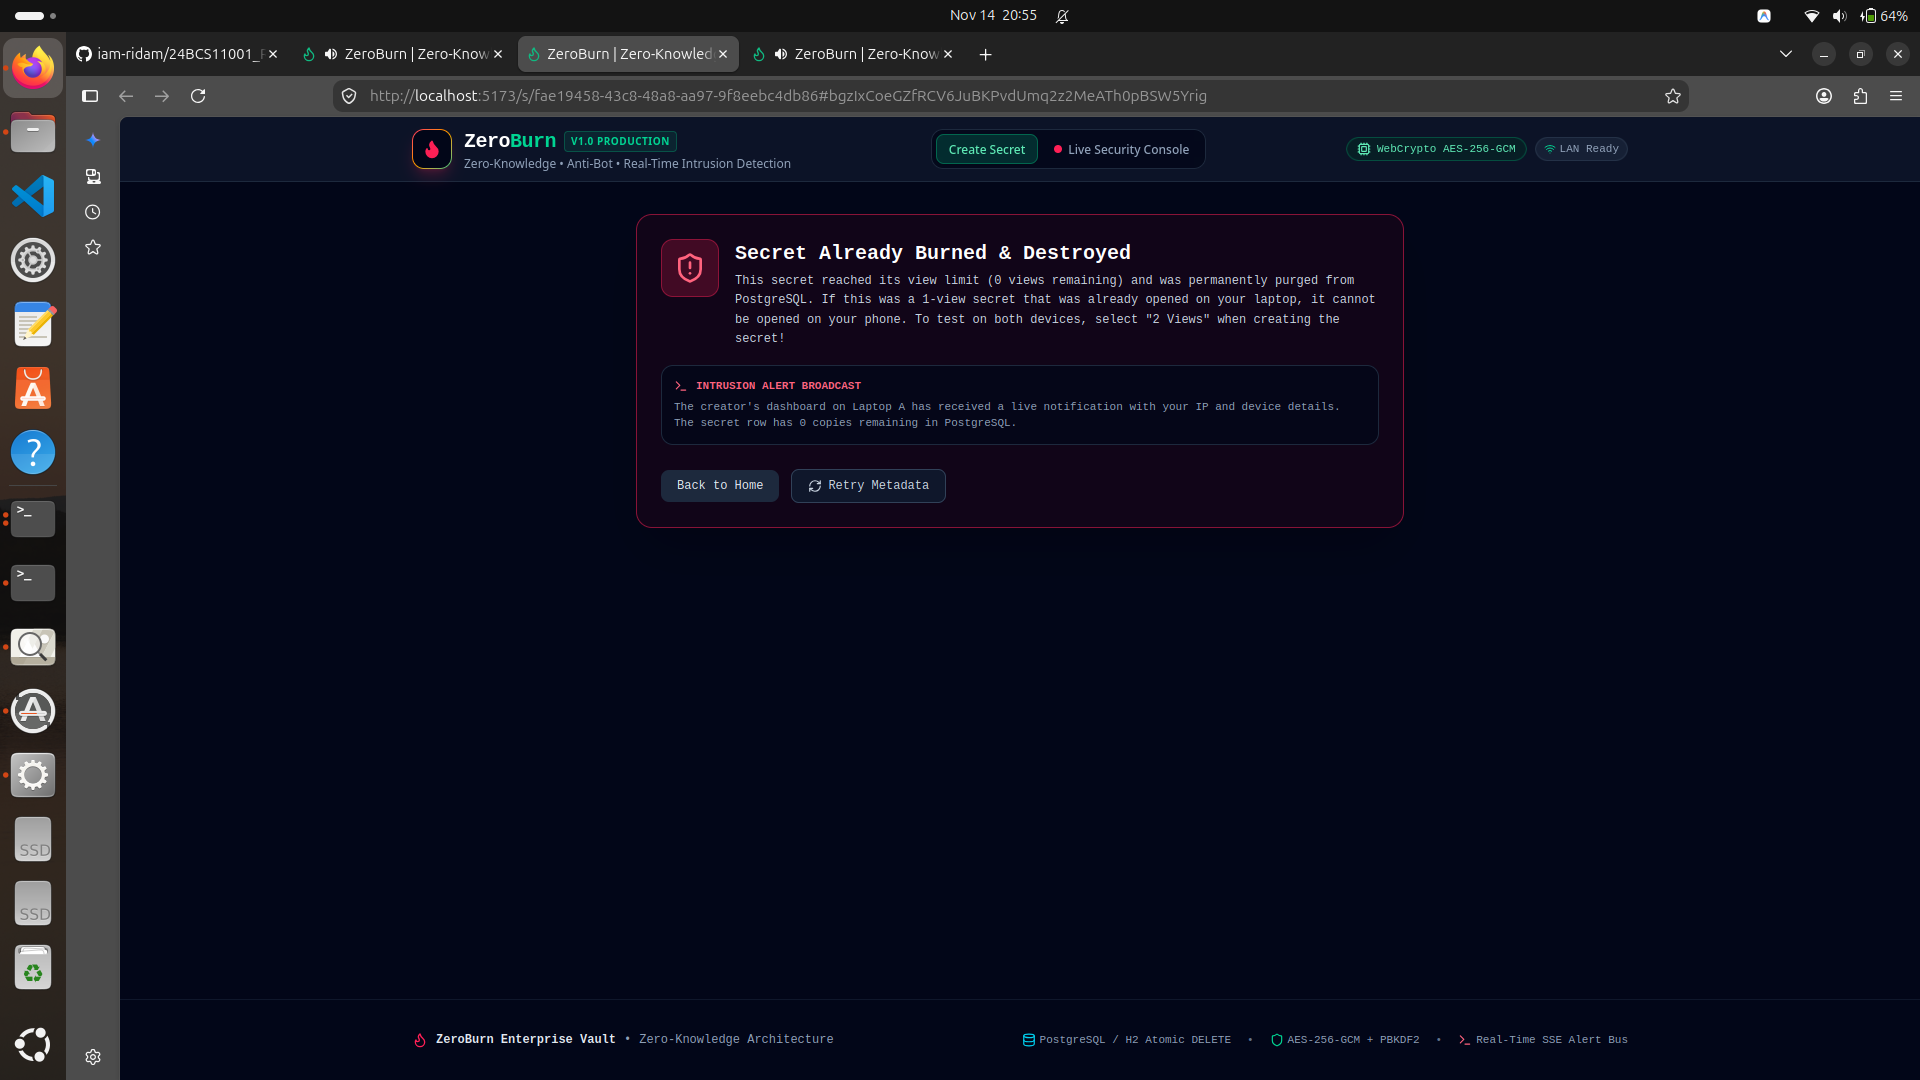 Nov 14 20:55
64%
iam-ridam/24BCS11001_
ZeroBurn | Zero-Know
ZeroBurn | Zero-Knowled
ZeroBurn | Zero-Know
http://localhost:5173/s/fae19458-43c8-48a8-aa97-9f8eebc4db86#bgzIxCoeGZfRCV6JuBKPvdUmq2z2MeATh0pBSW5Yrig
ZeroBurn V1.0 PRODUCTION
Zero-Knowledge • Anti-Bot • Real-Time Intrusion Detection
Create Secret
Live Security Console
WebCrypto AES-256-GCM
LAN Ready
Secret Already Burned & Destroyed
This secret reached its view limit (0 views remaining) and was permanently purged from
PostgreSQL. If this was a 1-view secret that was already opened on your laptop, it cannot
be opened on your phone. To test on both devices, select "2 Views" when creating the
secret!
INTRUSION ALERT BROADCAST
The creator's dashboard on Laptop A has received a live notification with your IP and device details.
The secret row has 0 copies remaining in PostgreSQL.
Back to Home
Retry Metadata
SSD
SSD
ZeroBurn Enterprise Vault • Zero-Knowledge Architecture
PostgreSQL / H2 Atomic DELETE • AES-256-GCM + PBKDF2 • Real-Time SSE Alert Bus